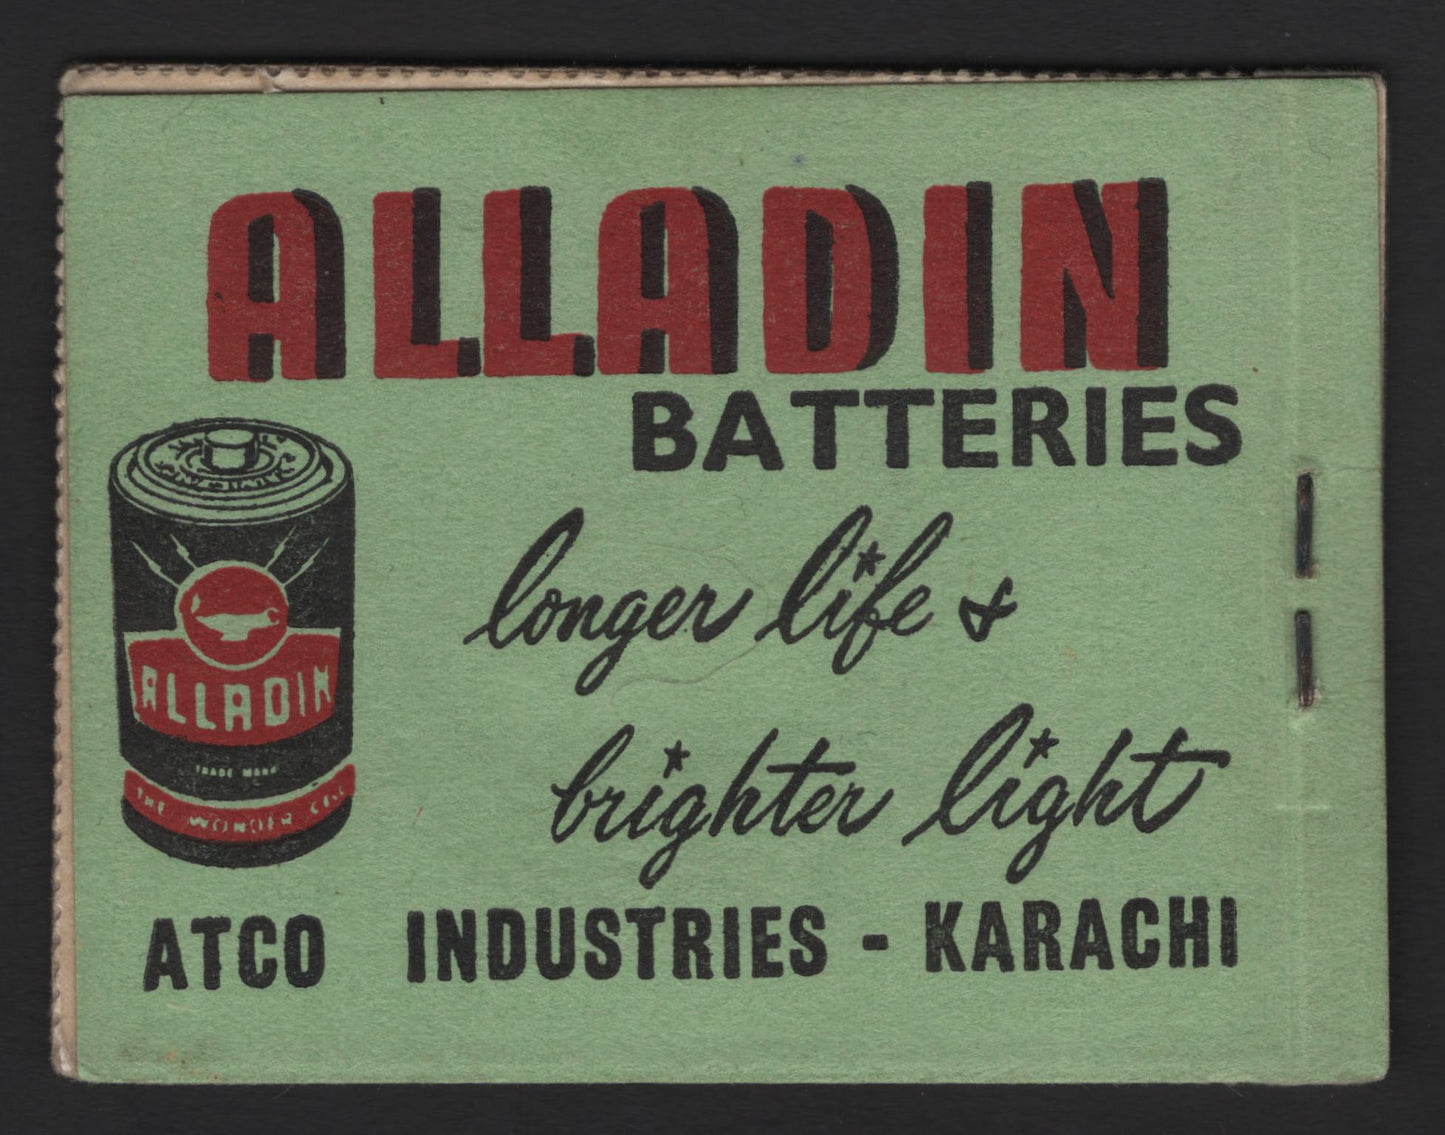 ALLADIN
BATTERIES
longer life &
brighter light
ALLADIN
TRADE MARK
THE WONDER CELL
ATCO INDUSTRIES - KARACHI